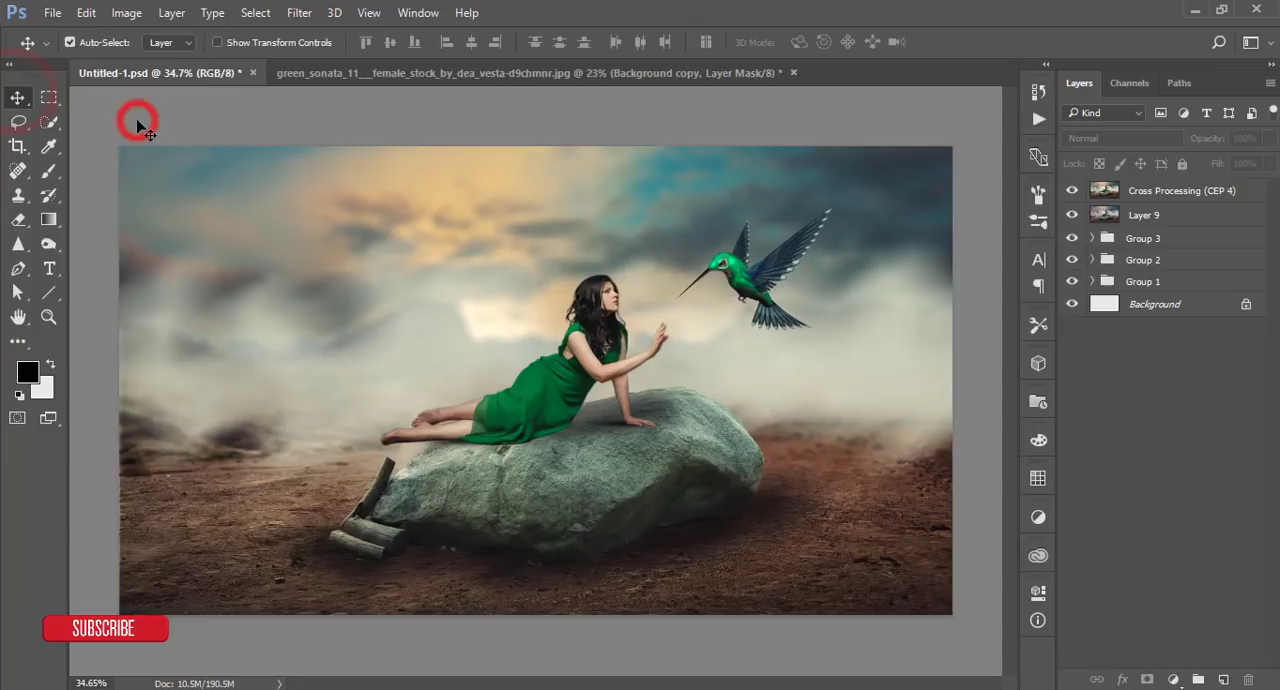 Ps File Edit Image Layer Type Select Filter 3D View Window Help
Auto-Select: Layer Show Transform Controls 3D Mode:
Untitled-1.psd @ 34.7% (RGB/8) * × green_sonata_11__female_stock_by_dea_vesta-d9chmnr.jpg @ 23% (Background copy, Layer Mask/8) * ×
Layers Channels Paths
Kind
Normal Opacity: 100%
Lock: Fill: 100%
Cross Processing (CEP 4)
Layer 9
Group 3
Group 2
Group 1
Background
SUBSCRIBE
34.65% Doc: 10.5M/190.5M